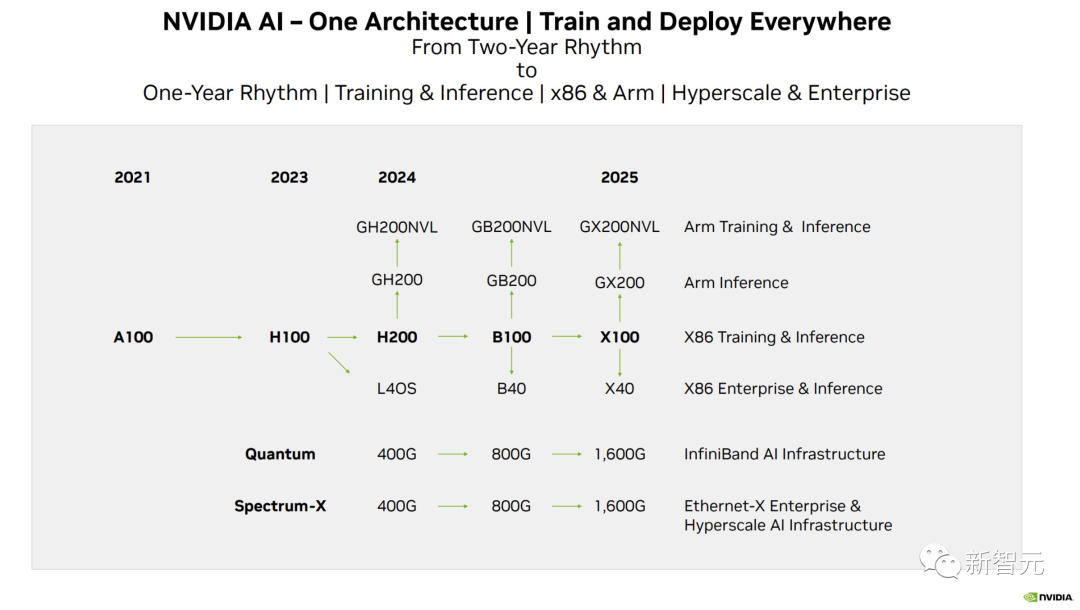 NVIDIA AI – One Architecture | Train and Deploy Everywhere
From Two-Year Rhythm
to
One-Year Rhythm | Training & Inference | x86 & Arm | Hyperscale & Enterprise
2021 2023 2024 2025
GH200NVL GB200NVL GX200NVL Arm Training & Inference
GH200 GB200 GX200 Arm Inference
A100 H100 H200 B100 X100 X86 Training & Inference
L4OS B40 X40 X86 Enterprise & Inference
Quantum 400G 800G 1,600G InfiniBand AI Infrastructure
Spectrum-X 400G 800G 1,600G Ethernet-X Enterprise &
Hyperscale AI Infrastructure
新智元
NVIDIA.